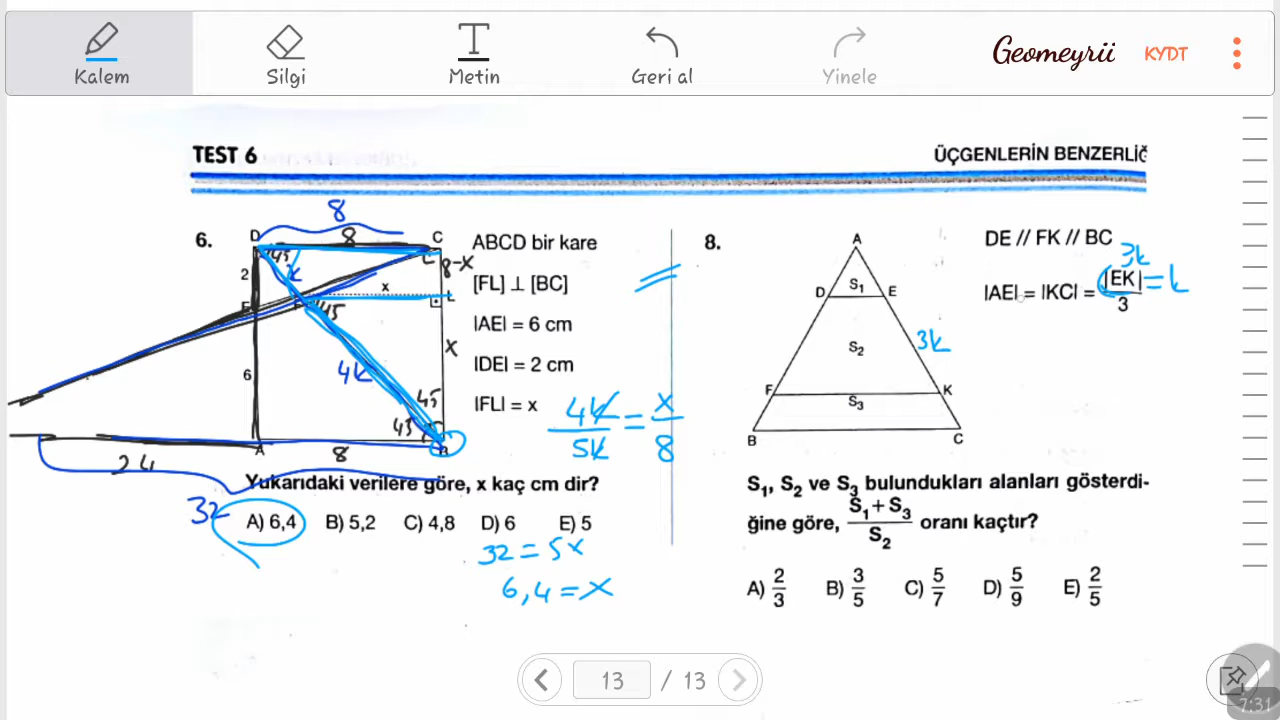 Kalem
Silgi
Metin
Geri al
Yinele
Geomeyrii
KYDT
TEST 6
ÜÇGENLERİN BENZERLİĞ
6.
8
D
8
C
45
k
2
8-x
x
L
E
F
45
x
6
4k
45
45
A
8
B
24
32
ABCD bir kare
[FL] ⊥ [BC]
|AE| = 6 cm
|DE| = 2 cm
|FL| = x
4k/5k = x/8
Yukarıdaki verilere göre, x kaç cm dir?
A) 6,4 B) 5,2 C) 4,8 D) 6 E) 5
32 = 5x
6,4 = x
8.
A
D
S₁
E
S₂
3k
F
K
S₃
B
C
DE // FK // BC
3k
|AE| = |KC| = |EK|/3 = k
S₁, S₂ ve S₃ bulundukları alanları gösterdi-
ğine göre, (S₁ + S₃)/S₂ oranı kaçtır?
A) 2/3 B) 3/5 C) 5/7 D) 5/9 E) 2/5
13 / 13
7:31